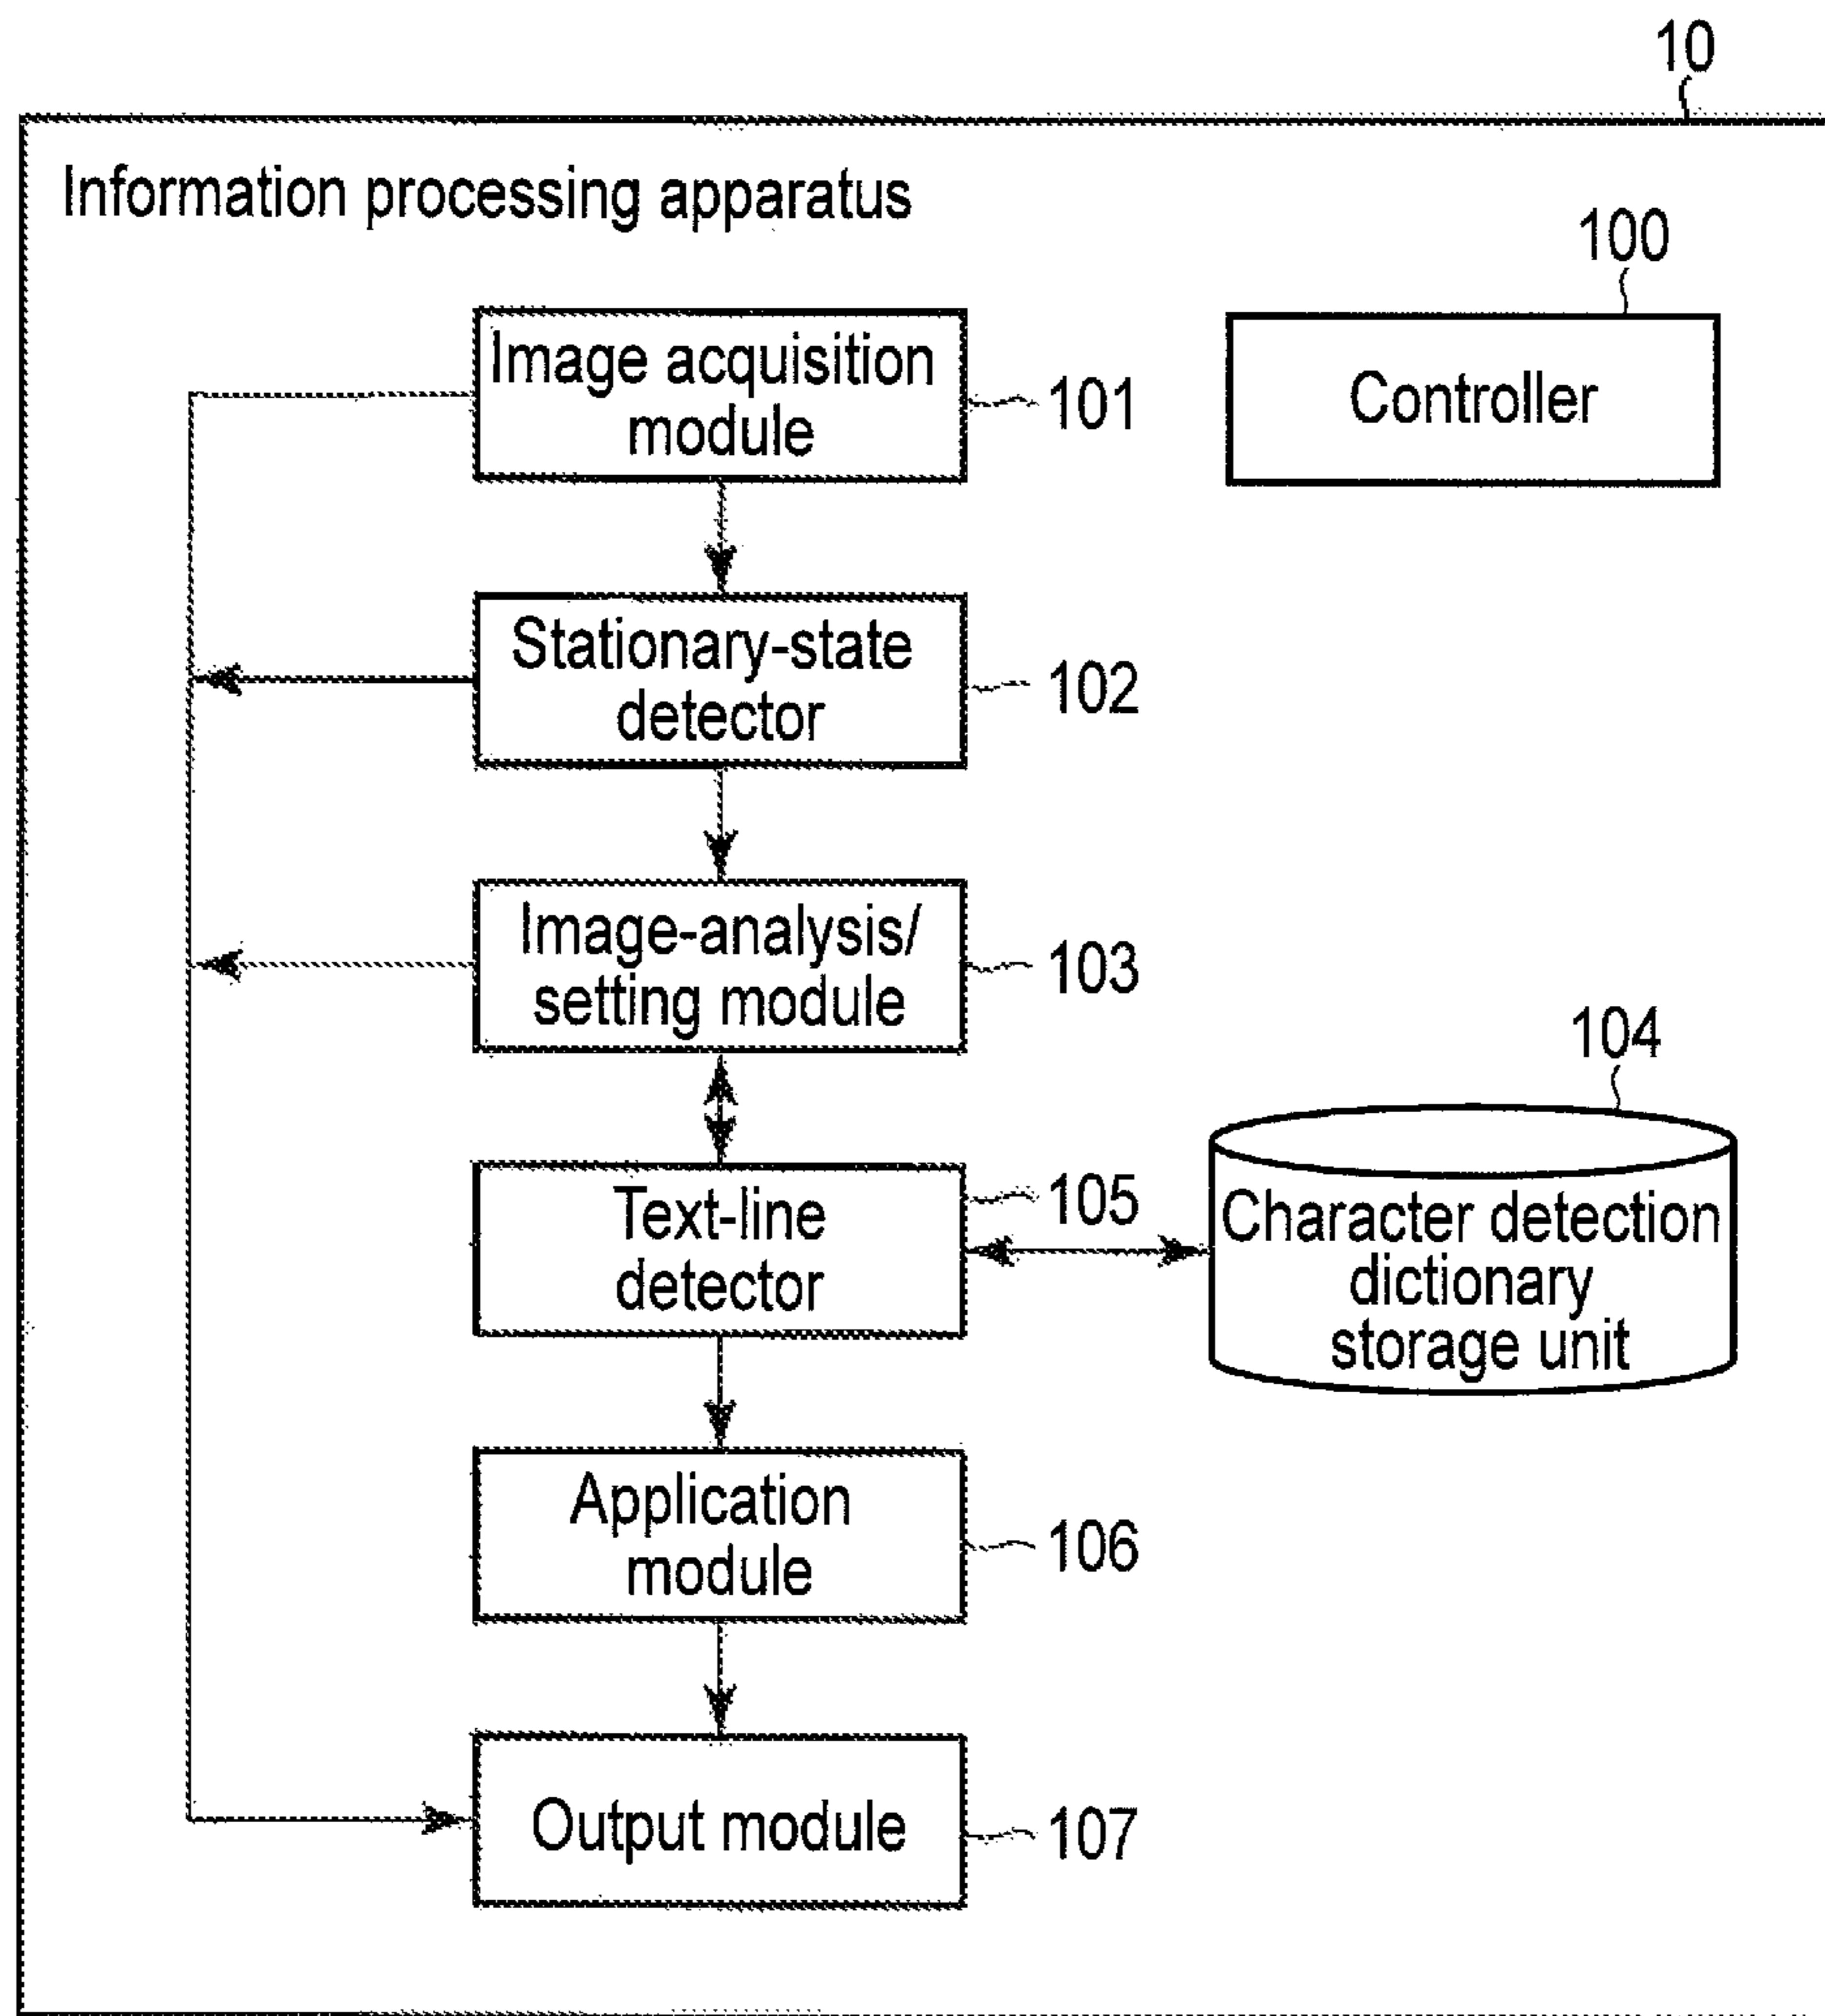 10
Information processing apparatus
100
Image acquisition
module
101
Controller
Stationary-state
detector
102
Image-analysis/
setting module
103
104
Text-line
detector
105
Character detection
dictionary
storage unit
Application
module
106
Output module
107